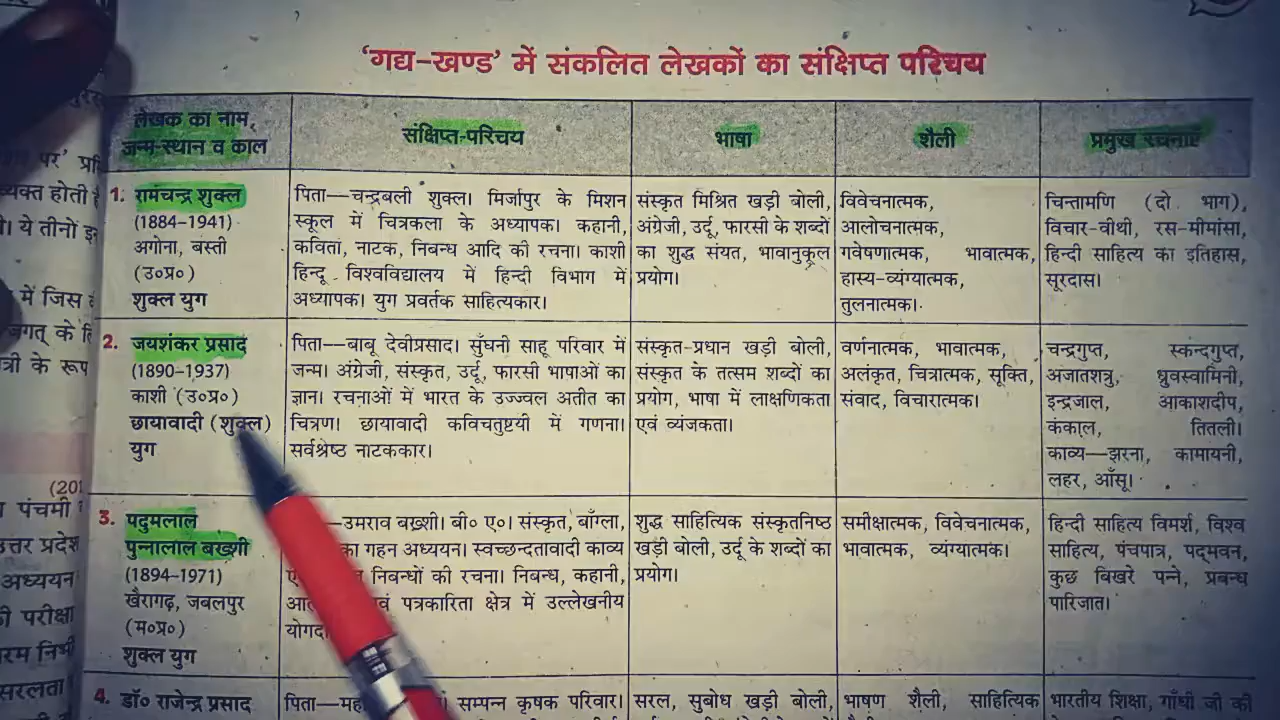 'गद्य-खण्ड' में संकलित लेखकों का संक्षिप्त परिचय
लेखक का नाम,
जन्म-स्थान व काल
संक्षिप्त-परिचय
भाषा
शैली
प्रमुख रचनाएं
1. रामचन्द्र शुक्ल
(1884-1941)
अगोना, बस्ती
(उ०प्र०)
शुक्ल युग
पिता—चन्द्रबली शुक्ल। मिर्जापुर के मिशन
स्कूल में चित्रकला के अध्यापक। कहानी,
कविता, नाटक, निबन्ध आदि की रचना। काशी
हिन्दू विश्वविद्यालय में हिन्दी विभाग में
अध्यापक। युग प्रवर्तक साहित्यकार।
संस्कृत मिश्रित खड़ी बोली,
अंग्रेजी, उर्दू, फारसी के शब्दों
का शुद्ध संयत, भावानुकूल
प्रयोग।
विवेचनात्मक,
आलोचनात्मक,
गवेषणात्मक, भावात्मक,
हास्य-व्यंग्यात्मक,
तुलनात्मक।
चिन्तामणि (दो भाग),
विचार-वीथी, रस-मीमांसा,
हिन्दी साहित्य का इतिहास,
सूरदास।
2. जयशंकर प्रसाद
(1890-1937)
काशी (उ०प्र०)
छायावादी (शुक्ल)
युग
पिता—बाबू देवीप्रसाद। सुँघनी साहू परिवार में
जन्म। अंग्रेजी, संस्कृत, उर्दू, फारसी भाषाओं का
ज्ञान। रचनाओं में भारत के उज्ज्वल अतीत का
चित्रण। छायावादी कविचतुष्टयी में गणना।
सर्वश्रेष्ठ नाटककार।
संस्कृत-प्रधान खड़ी बोली,
संस्कृत के तत्सम शब्दों का
प्रयोग, भाषा में लाक्षणिकता
एवं व्यंजकता।
वर्णनात्मक, भावात्मक,
अलंकृत, चित्रात्मक, सूक्ति,
संवाद, विचारात्मक।
चन्द्रगुप्त, स्कन्दगुप्त,
अजातशत्रु, ध्रुवस्वामिनी,
इन्द्रजाल, आकाशदीप,
कंकाल, तितली।
काव्य—झरना, कामायनी,
लहर, आँसू।
3. पदुमलाल
पुन्नालाल बख्शी
(1894-1971)
खैरागढ़, जबलपुर
(म०प्र०)
शुक्ल युग
—उमराव बख़्शी। बी० ए०। संस्कृत, बाँग्ला,
का गहन अध्ययन। स्वच्छन्दतावादी काव्य
निबन्धों की रचना। निबन्ध, कहानी,
पत्रकारिता क्षेत्र में उल्लेखनीय
शुद्ध साहित्यिक संस्कृतनिष्ठ
खड़ी बोली, उर्दू के शब्दों का
प्रयोग।
समीक्षात्मक, विवेचनात्मक,
भावात्मक, व्यंग्यात्मक।
हिन्दी साहित्य विमर्श, विश्व
साहित्य, पंचपात्र, पद्मवन,
कुछ बिखरे पन्ने, प्रबन्ध
पारिजात।
4. डॉ० राजेन्द्र प्रसाद
पिता— सम्पन्न कृषक परिवार।
सरल, सुबोध खड़ी बोली,
भाषण शैली, साहित्यिक
भारतीय शिक्षा, गाँधी जी की